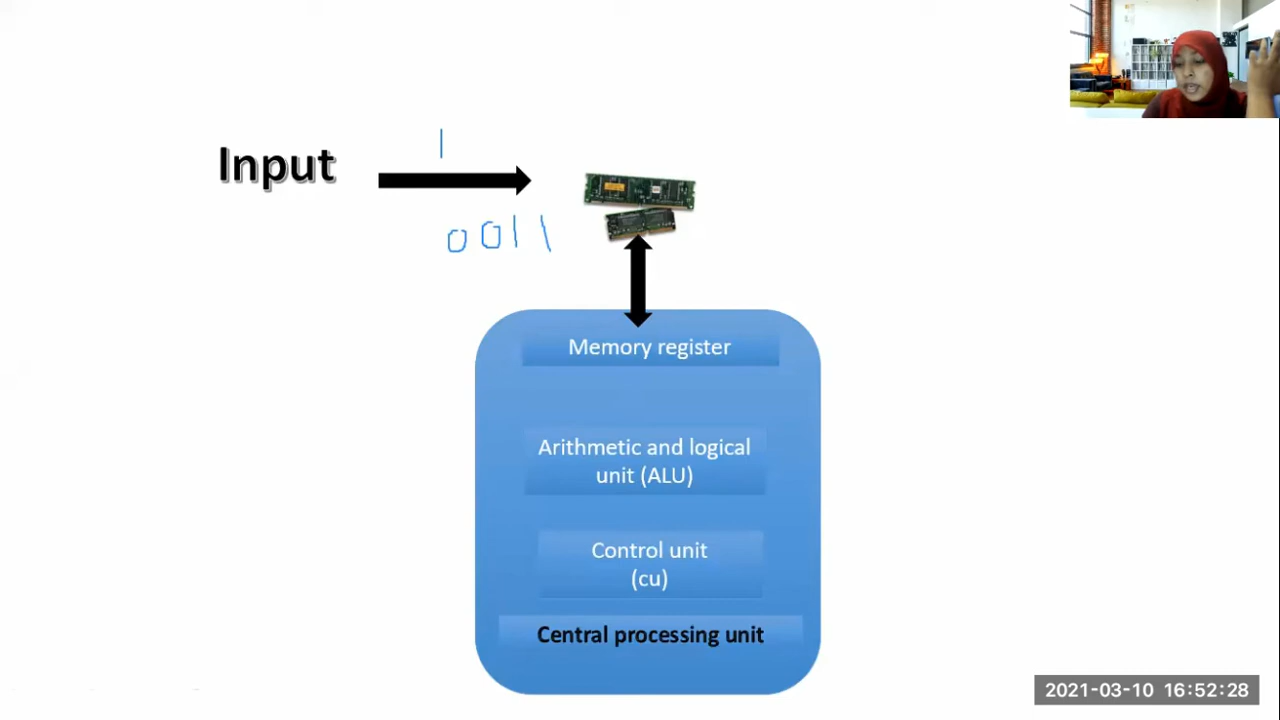 |
Input
0011
Memory register
Arithmetic and logical
unit (ALU)
Control unit
(cu)
Central processing unit
2021-03-10 16:52:28